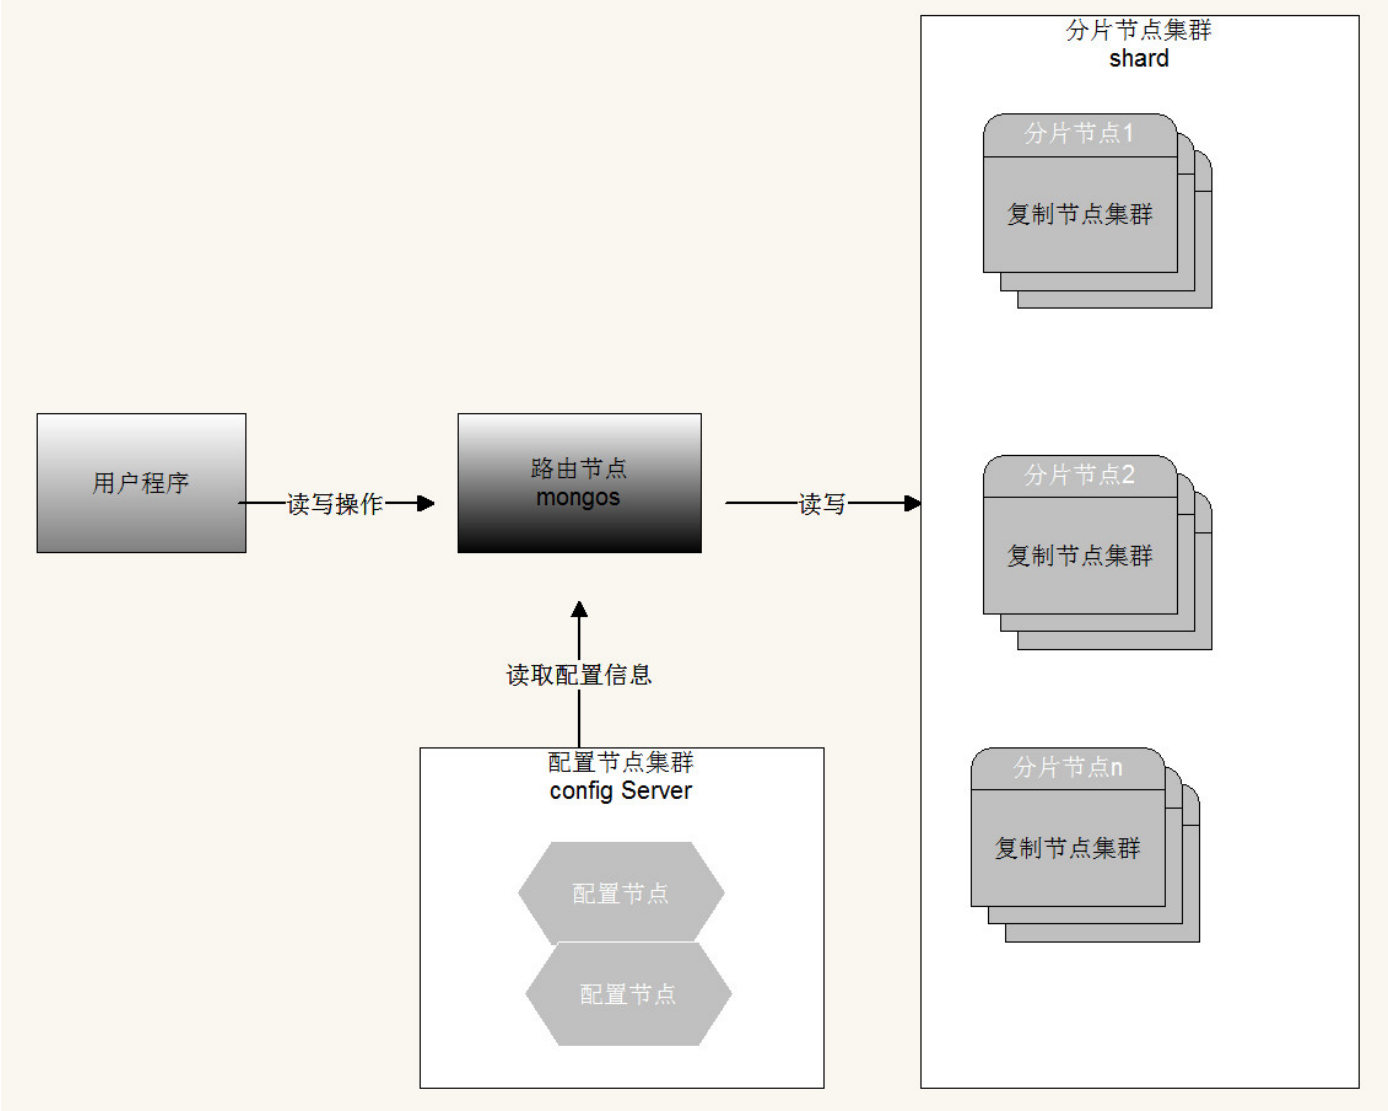 分片节点集群
shard
分片节点1
复制节点集群
用户程序
读写操作
路由节点
mongos
读写
分片节点2
复制节点集群
读取配置信息
配置节点集群
config Server
配置节点
配置节点
分片节点n
复制节点集群